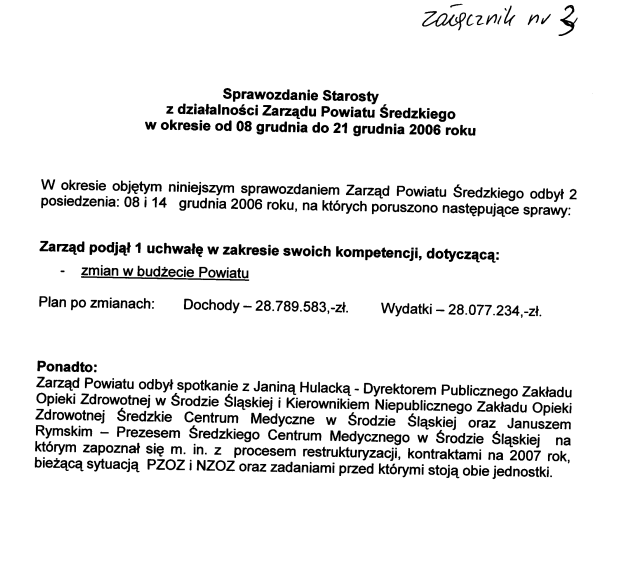 załącznik nr 3
Sprawozdanie Starosty
z działalności Zarządu Powiatu Średzkiego
w okresie od 08 grudnia do 21 grudnia 2006 roku
W okresie objętym niniejszym sprawozdaniem Zarząd Powiatu Średzkiego odbył 2
posiedzenia: 08 i 14 grudnia 2006 roku, na których poruszono następujące sprawy:
Zarząd podjął 1 uchwałę w zakresie swoich kompetencji, dotyczącą:
- zmian w budżecie Powiatu
Plan po zmianach: Dochody – 28.789.583,-zł. Wydatki – 28.077.234,-zł.
Ponadto:
Zarząd Powiatu odbył spotkanie z Janiną Hulacką - Dyrektorem Publicznego Zakładu
Opieki Zdrowotnej w Środzie Śląskiej i Kierownikiem Niepublicznego Zakładu Opieki
Zdrowotnej Średzkie Centrum Medyczne w Środzie Śląskiej oraz Januszem
Rymskim – Prezesem Średzkiego Centrum Medycznego w Środzie Śląskiej na
którym zapoznał się m. in. z procesem restrukturyzacji, kontraktami na 2007 rok,
bieżącą sytuacją PZOZ i NZOZ oraz zadaniami przed którymi stoją obie jednostki.